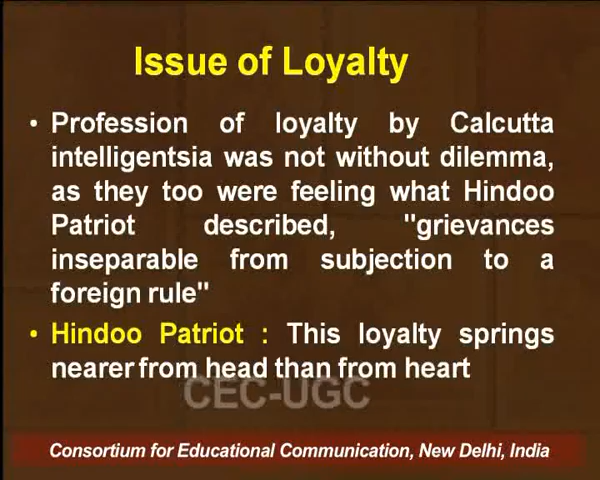 Issue of Loyalty
• Profession of loyalty by Calcutta
intelligentsia was not without dilemma,
as they too were feeling what Hindoo
Patriot described, "grievances
inseparable from subjection to a
foreign rule"
• Hindoo Patriot : This loyalty springs
nearer from head than from heart
CEC-UGC
Consortium for Educational Communication, New Delhi, India